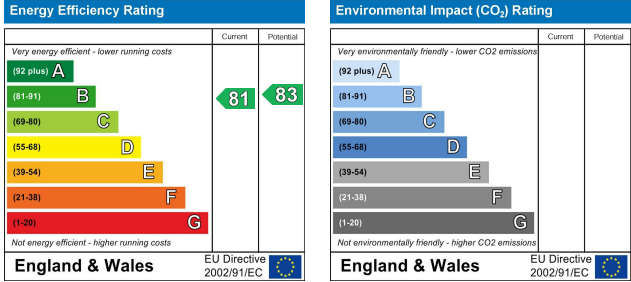 Energy Efficiency Rating
Current Potential
Very energy efficient - lower running costs
(92 plus) A
(81-91) B
81 83
(69-80) C
(55-68) D
(39-54) E
(21-38) F
(1-20) G
Not energy efficient - higher running costs
England & Wales
EU Directive
2002/91/EC
Environmental Impact (CO2) Rating
Current Potential
Very environmentally friendly - lower CO2 emissions
(92 plus) A
(81-91) B
(69-80) C
(55-68) D
(39-54) E
(21-38) F
(1-20) G
Not environmentally friendly - higher CO2 emissions
England & Wales
EU Directive
2002/91/EC